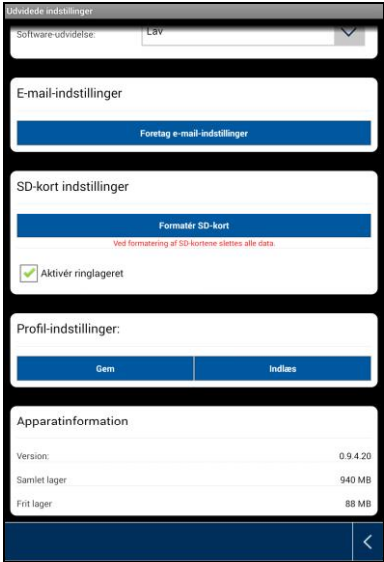 Udvidede indstillinger
Software-udvidelse: Lav
E-mail-indstillinger
Foretag e-mail-indstillinger
SD-kort indstillinger
Formatér SD-kort
Ved formatering af SD-kortene slettes alle data.
Aktivér ringlageret
Profil-indstillinger:
Gem Indlæs
Apparatinformation
Version: 0.9.4.20
Samlet lager 940 MB
Frit lager 88 MB